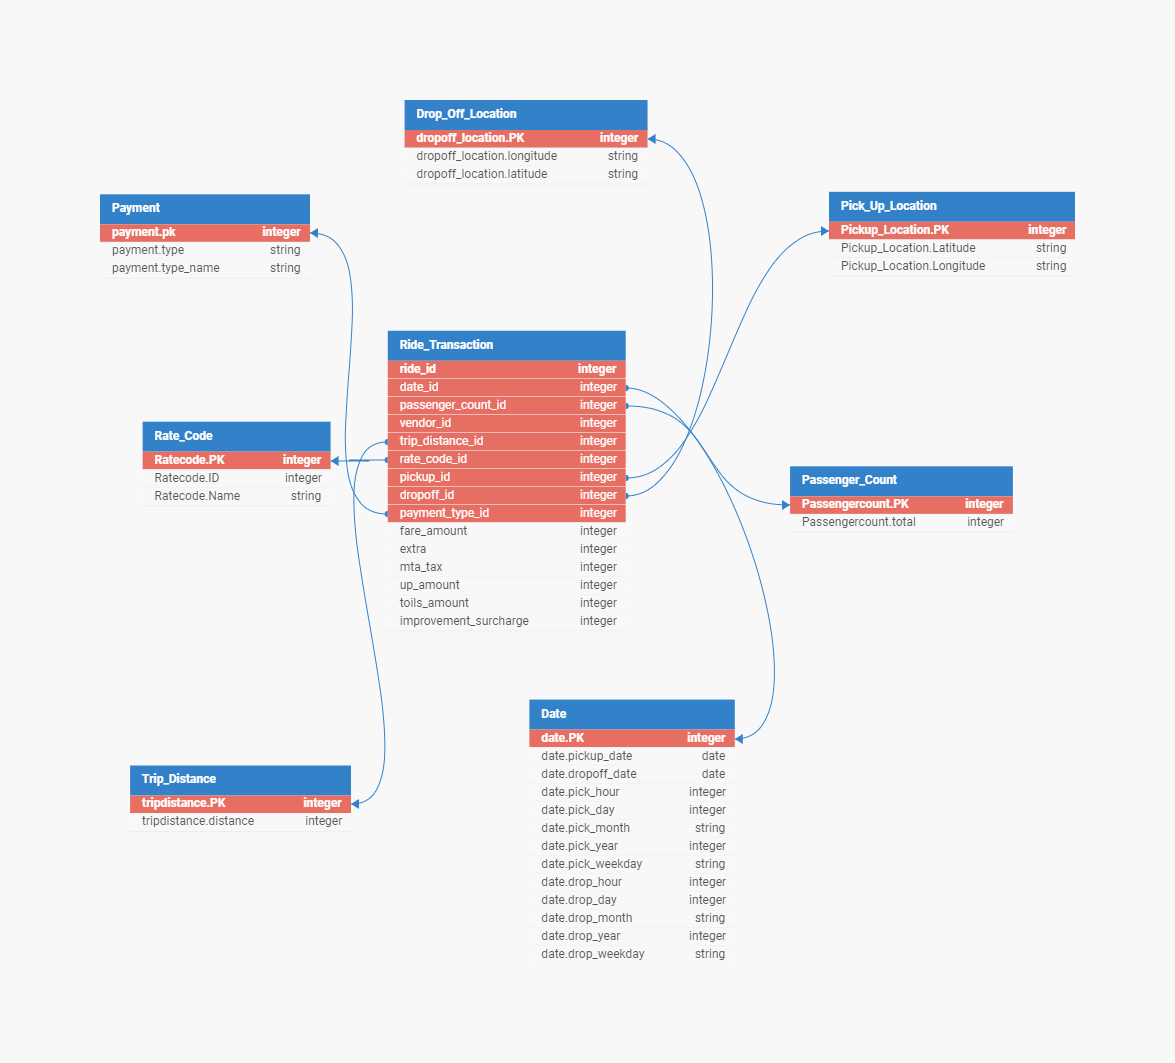 Drop_Off_Location
dropoff_location.PK integer
dropoff_location.longitude string
dropoff_location.latitude string
Payment
payment.pk integer
payment.type string
payment.type_name string
Pick_Up_Location
Pickup_Location.PK integer
Pickup_Location.Latitude string
Pickup_Location.Longitude string
Ride_Transaction
ride_id integer
date_id integer
passenger_count_id integer
vendor_id integer
trip_distance_id integer
rate_code_id integer
pickup_id integer
dropoff_id integer
payment_type_id integer
fare_amount integer
extra integer
mta_tax integer
up_amount integer
toils_amount integer
improvement_surcharge integer
Rate_Code
Ratecode.PK integer
Ratecode.ID integer
Ratecode.Name string
Passenger_Count
Passengercount.PK integer
Passengercount.total integer
Date
date.PK integer
date.pickup_date date
date.dropoff_date date
date.pick_hour integer
date.pick_day integer
date.pick_month string
date.pick_year integer
date.pick_weekday string
date.drop_hour integer
date.drop_day integer
date.drop_month string
date.drop_year integer
date.drop_weekday string
Trip_Distance
tripdistance.PK integer
tripdistance.distance integer